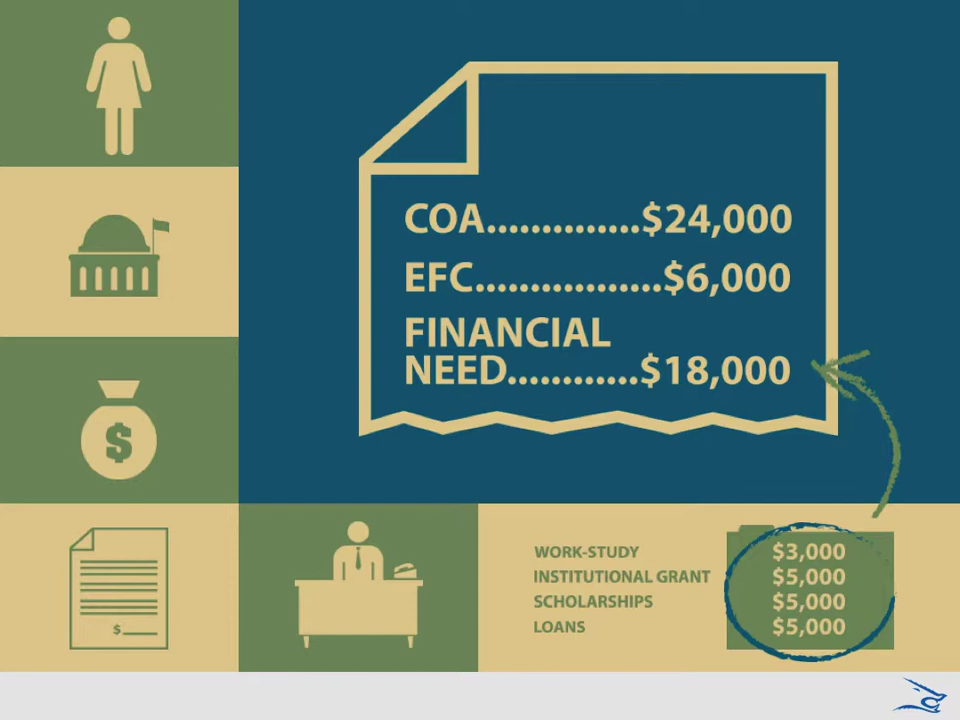 COA..............$24,000
EFC.................$6,000
FINANCIAL
NEED............$18,000
$
$
WORK-STUDY $3,000
INSTITUTIONAL GRANT $5,000
SCHOLARSHIPS $5,000
LOANS $5,000